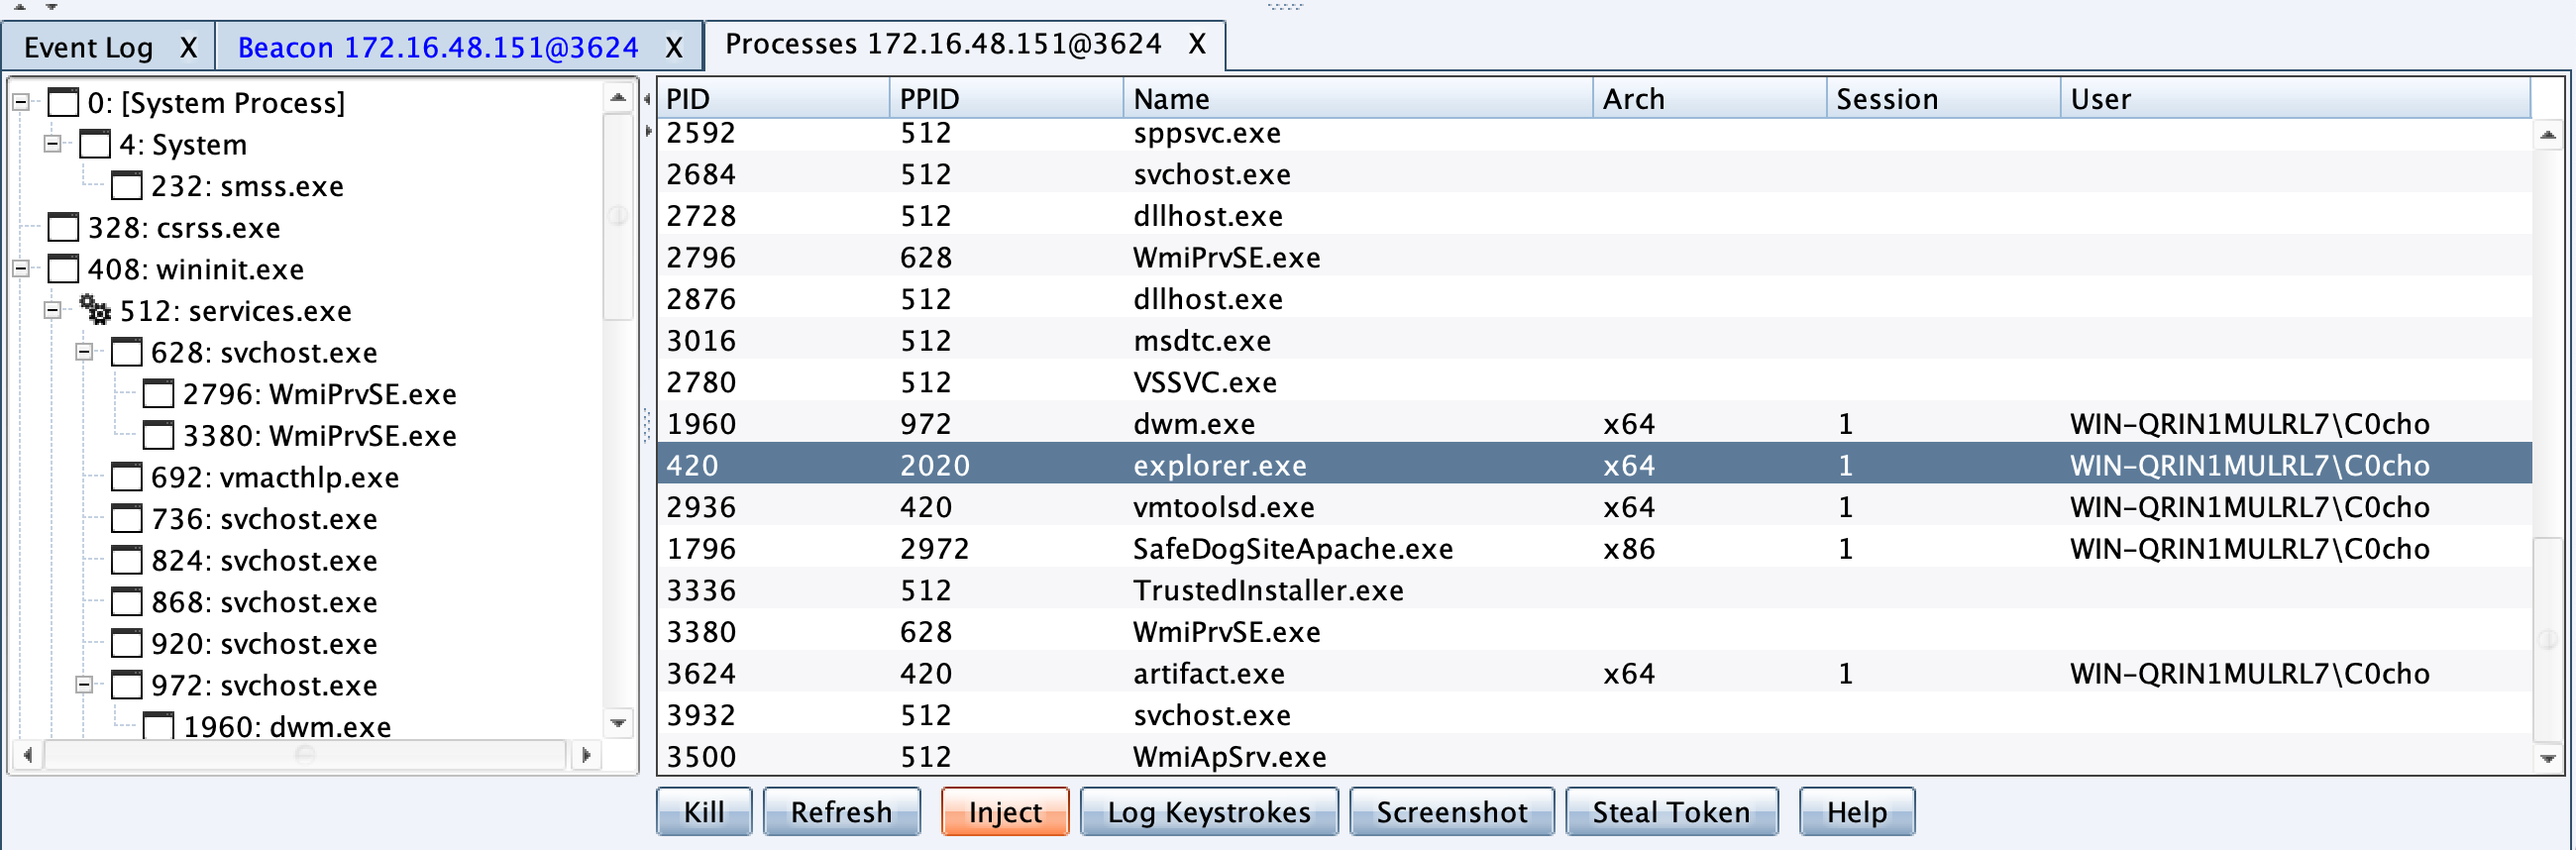 Event Log X Beacon 172.16.48.151@3624 X Processes 172.16.48.151@3624 X
0: [System Process]
4: System
232: smss.exe
328: csrss.exe
408: wininit.exe
512: services.exe
628: svchost.exe
2796: WmiPrvSE.exe
3380: WmiPrvSE.exe
692: vmacthlp.exe
736: svchost.exe
824: svchost.exe
868: svchost.exe
920: svchost.exe
972: svchost.exe
1960: dwm.exe
PID PPID Name Arch Session User
2592 512 sppsvc.exe
2684 512 svchost.exe
2728 512 dllhost.exe
2796 628 WmiPrvSE.exe
2876 512 dllhost.exe
3016 512 msdtc.exe
2780 512 VSSVC.exe
1960 972 dwm.exe x64 1 WIN-QRIN1MULRL7\C0cho
420 2020 explorer.exe x64 1 WIN-QRIN1MULRL7\C0cho
2936 420 vmtoolsd.exe x64 1 WIN-QRIN1MULRL7\C0cho
1796 2972 SafeDogSiteApache.exe x86 1 WIN-QRIN1MULRL7\C0cho
3336 512 TrustedInstaller.exe
3380 628 WmiPrvSE.exe
3624 420 artifact.exe x64 1 WIN-QRIN1MULRL7\C0cho
3932 512 svchost.exe
3500 512 WmiApSrv.exe
Kill Refresh Inject Log Keystrokes Screenshot Steal Token Help